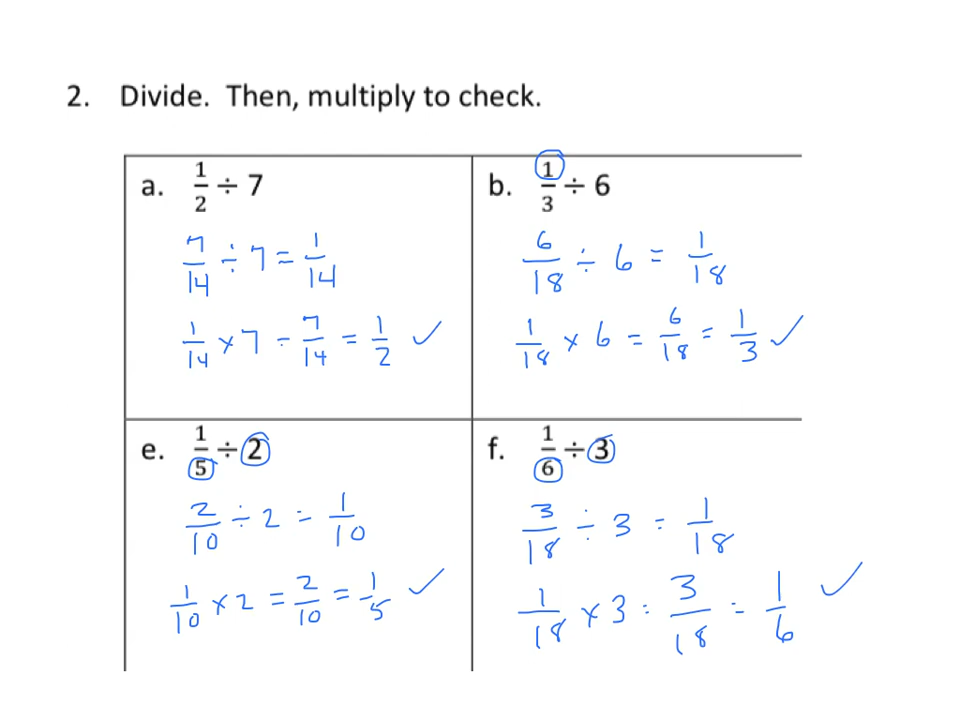 2. Divide. Then, multiply to check.
a. 1/2 ÷ 7
7/14 ÷ 7 = 1/14
1/14 × 7 = 7/14 = 1/2 ✓
b. 1/3 ÷ 6
6/18 ÷ 6 = 1/18
1/18 × 6 = 6/18 = 1/3 ✓
e. 1/5 ÷ 2
2/10 ÷ 2 = 1/10
1/10 × 2 = 2/10 = 1/5 ✓
f. 1/6 ÷ 3
3/18 ÷ 3 = 1/18
1/18 × 3 = 3/18 = 1/6 ✓